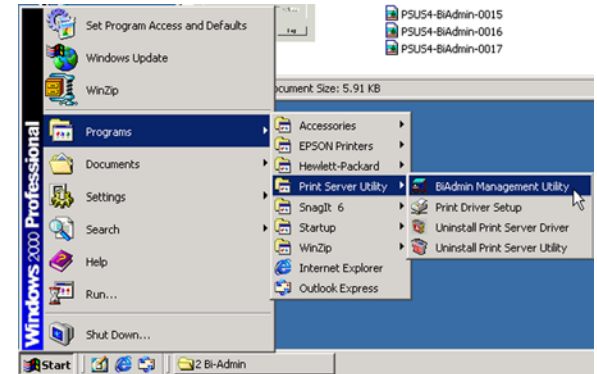 PSUS4-BiAdmin-0015
PSUS4-BiAdmin-0016
PSUS4-BiAdmin-0017
ocument Size: 5.91 KB
Windows 2000 Professional
Set Program Access and Defaults
Windows Update
WinZip
Programs
Documents
Settings
Search
Help
Run...
Shut Down...
Accessories
EPSON Printers
Hewlett-Packard
Print Server Utility
SnagIt 6
Startup
WinZip
Internet Explorer
Outlook Express
BiAdmin Management Utility
Print Driver Setup
Uninstall Print Server Driver
Uninstall Print Server Utility
Start
2 Bi-Admin